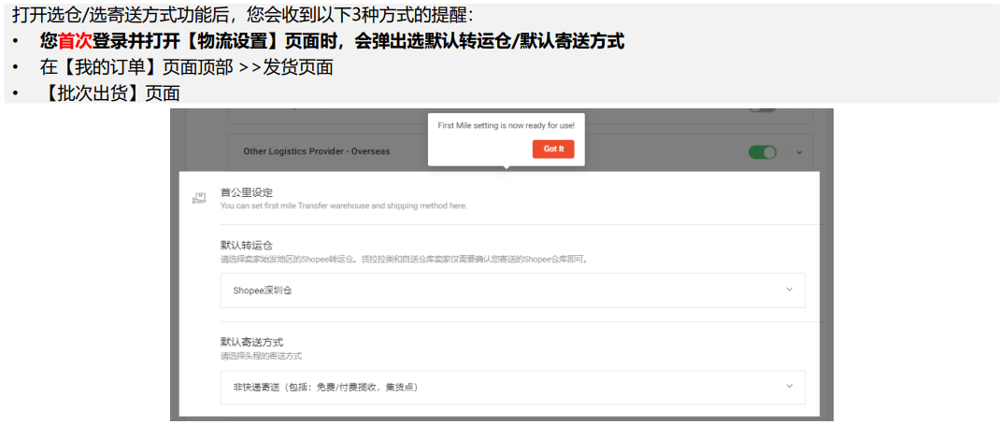 打开选仓/选寄送方式功能后，您会收到以下3种方式的提醒：
• 您首次登录并打开【物流设置】页面时，会弹出选默认转运仓/默认寄送方式
• 在【我的订单】页面顶部 >>发货页面
• 【批次出货】页面
First Mile setting is now ready for use!
Got It
Other Logistics Provider - Overseas
首公里设定
You can set first mile Transfer warehouse and shipping method here.
默认转运仓
请选择卖家始发地区的Shopee转运仓。货拉拉类和自送仓库卖家仅需要确认您寄送的Shopee仓库即可。
Shopee深圳仓
默认寄送方式
请选择头程的寄送方式
非快递寄送（包括：免费/付费揽收，集货点）